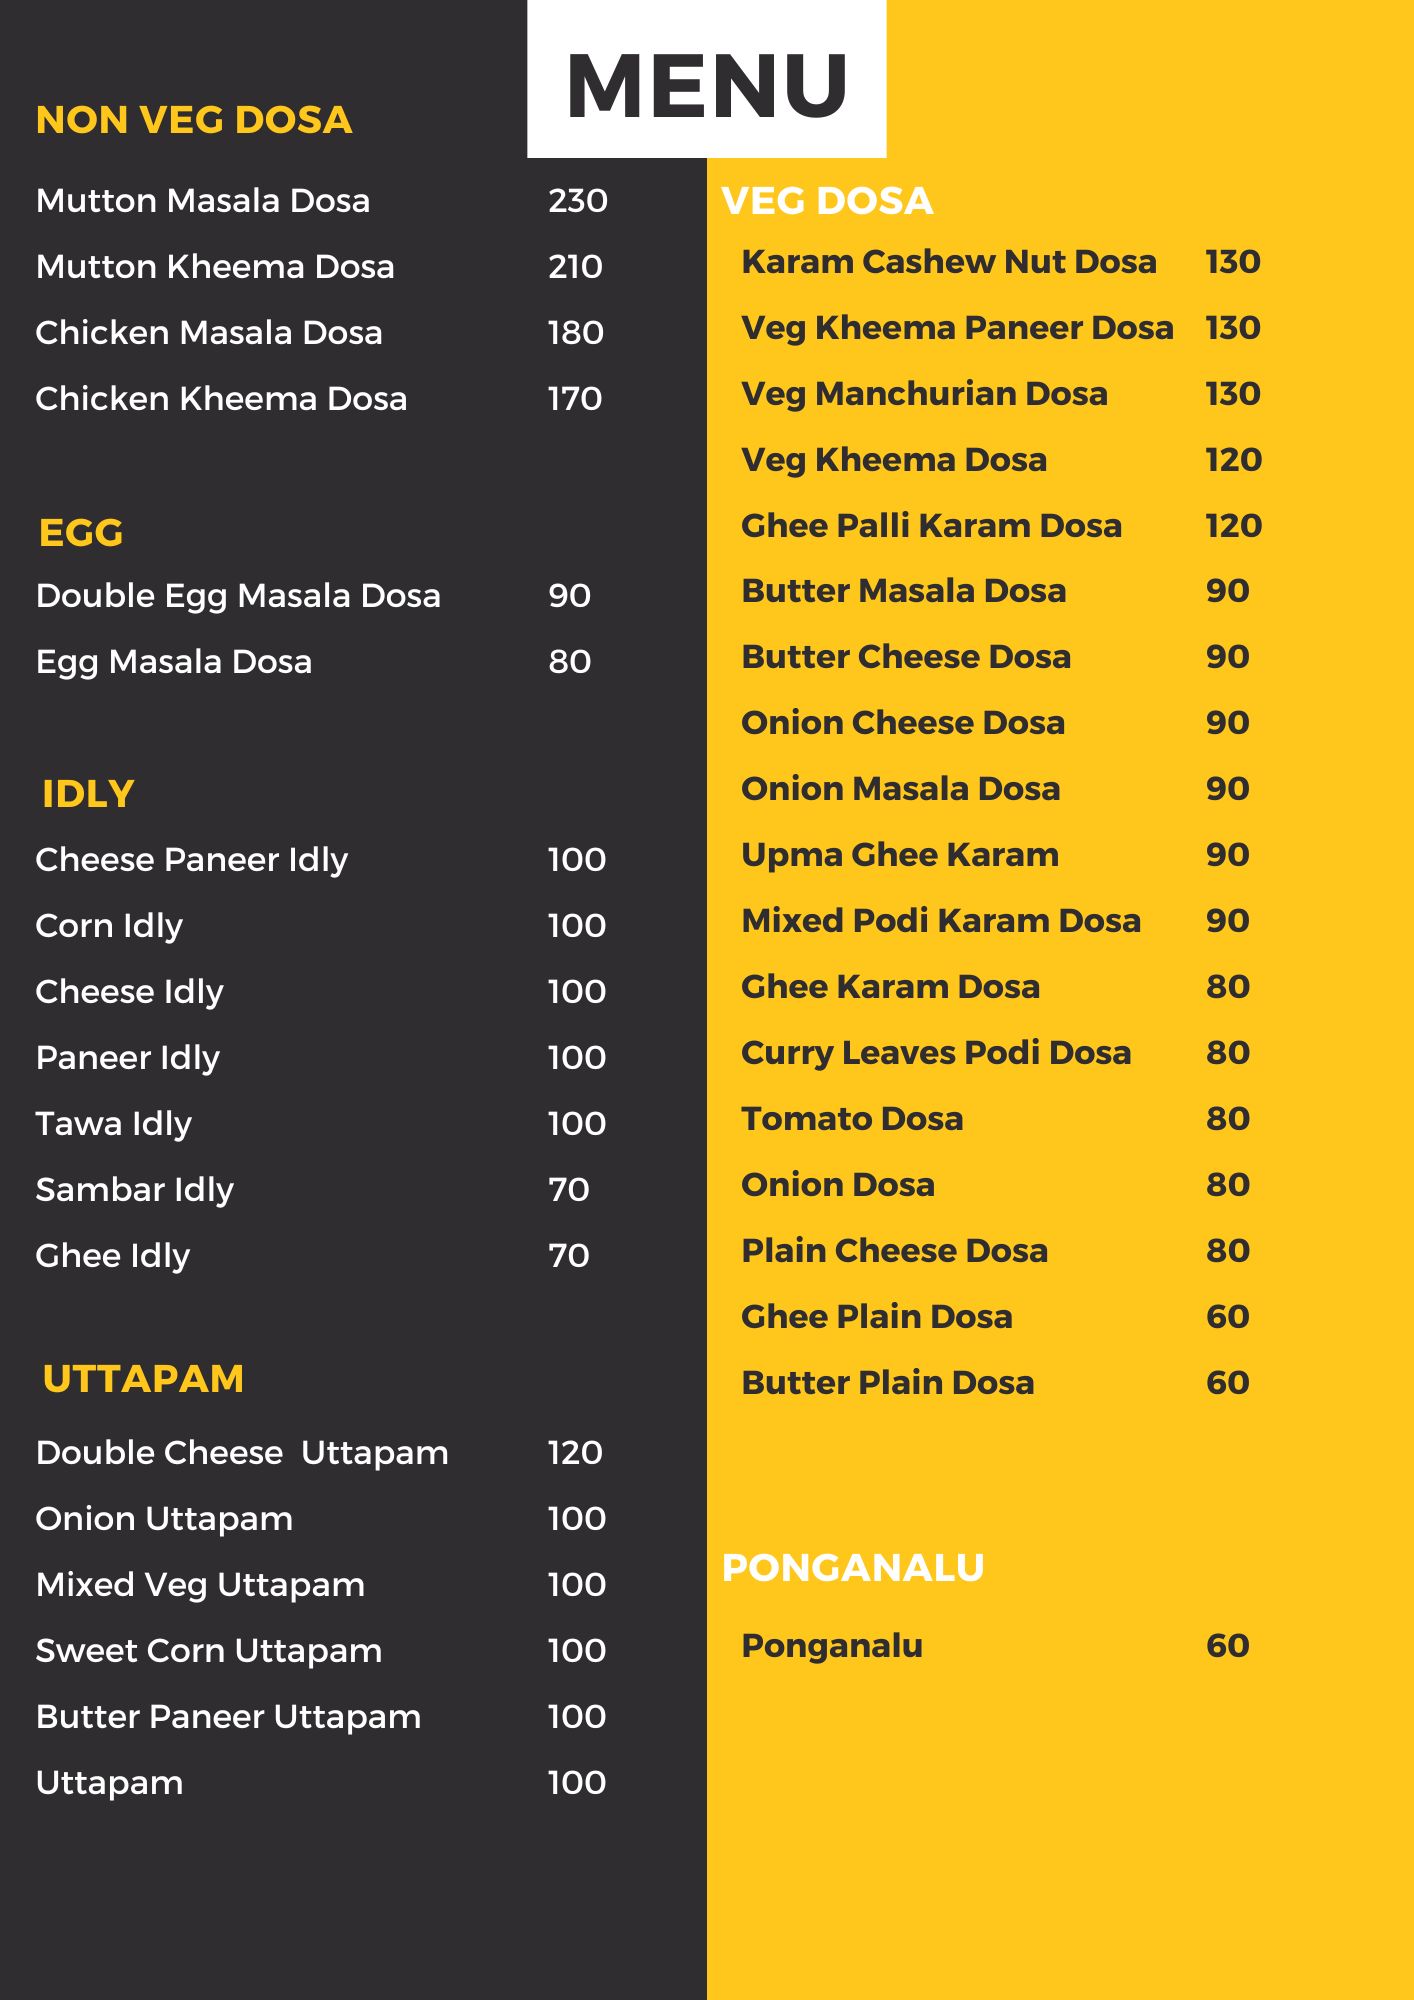 MENU
NON VEG DOSA
Mutton Masala Dosa 230
Mutton Kheema Dosa 210
Chicken Masala Dosa 180
Chicken Kheema Dosa 170
EGG
Double Egg Masala Dosa 90
Egg Masala Dosa 80
IDLY
Cheese Paneer Idly 100
Corn Idly 100
Cheese Idly 100
Paneer Idly 100
Tawa Idly 100
Sambar Idly 70
Ghee Idly 70
UTTAPAM
Double Cheese Uttapam 120
Onion Uttapam 100
Mixed Veg Uttapam 100
Sweet Corn Uttapam 100
Butter Paneer Uttapam 100
Uttapam 100
VEG DOSA
Karam Cashew Nut Dosa 130
Veg Kheema Paneer Dosa 130
Veg Manchurian Dosa 130
Veg Kheema Dosa 120
Ghee Palli Karam Dosa 120
Butter Masala Dosa 90
Butter Cheese Dosa 90
Onion Cheese Dosa 90
Onion Masala Dosa 90
Upma Ghee Karam 90
Mixed Podi Karam Dosa 90
Ghee Karam Dosa 80
Curry Leaves Podi Dosa 80
Tomato Dosa 80
Onion Dosa 80
Plain Cheese Dosa 80
Ghee Plain Dosa 60
Butter Plain Dosa 60
PONGANALU
Ponganalu 60